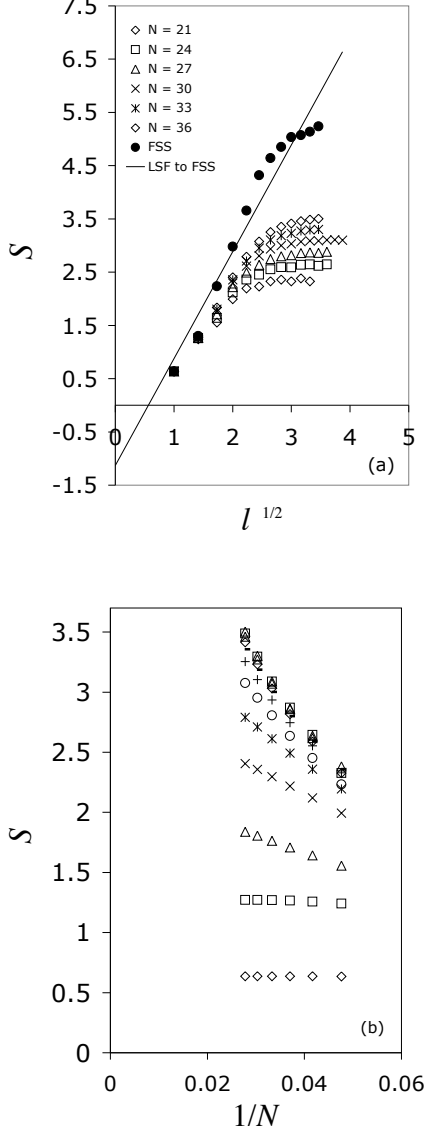 7.5
6.5
5.5
4.5
3.5
2.5
1.5
0.5
-0.5
-1.5
S
N = 21
N = 24
N = 27
N = 30
N = 33
N = 36
FSS
LSF to FSS
0 1 2 3 4 5
(a)
l 1/2
3.5
3
2.5
2
1.5
1
0.5
0
S
(b)
0 0.02 0.04 0.06
1/N